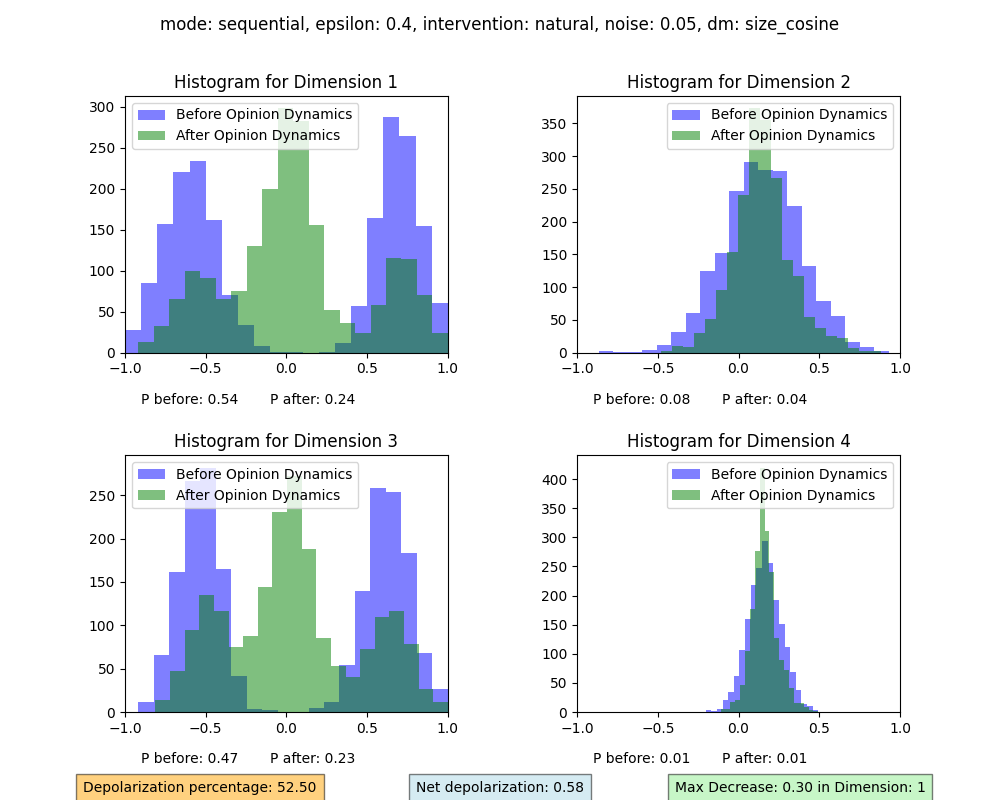 mode: sequential, epsilon: 0.4, intervention: natural, noise: 0.05, dm: size_cosine
Histogram for Dimension 1
Before Opinion Dynamics
After Opinion Dynamics
300
250
200
150
100
50
0
−1.0 −0.5 0.0 0.5 1.0
P before: 0.54 P after: 0.24
Histogram for Dimension 2
Before Opinion Dynamics
After Opinion Dynamics
350
300
250
200
150
100
50
0
−1.0 −0.5 0.0 0.5 1.0
P before: 0.08 P after: 0.04
Histogram for Dimension 3
Before Opinion Dynamics
After Opinion Dynamics
250
200
150
100
50
0
−1.0 −0.5 0.0 0.5 1.0
P before: 0.47 P after: 0.23
Histogram for Dimension 4
Before Opinion Dynamics
After Opinion Dynamics
400
350
300
250
200
150
100
50
0
−1.0 −0.5 0.0 0.5 1.0
P before: 0.01 P after: 0.01
Depolarization percentage: 52.50
Net depolarization: 0.58
Max Decrease: 0.30 in Dimension: 1